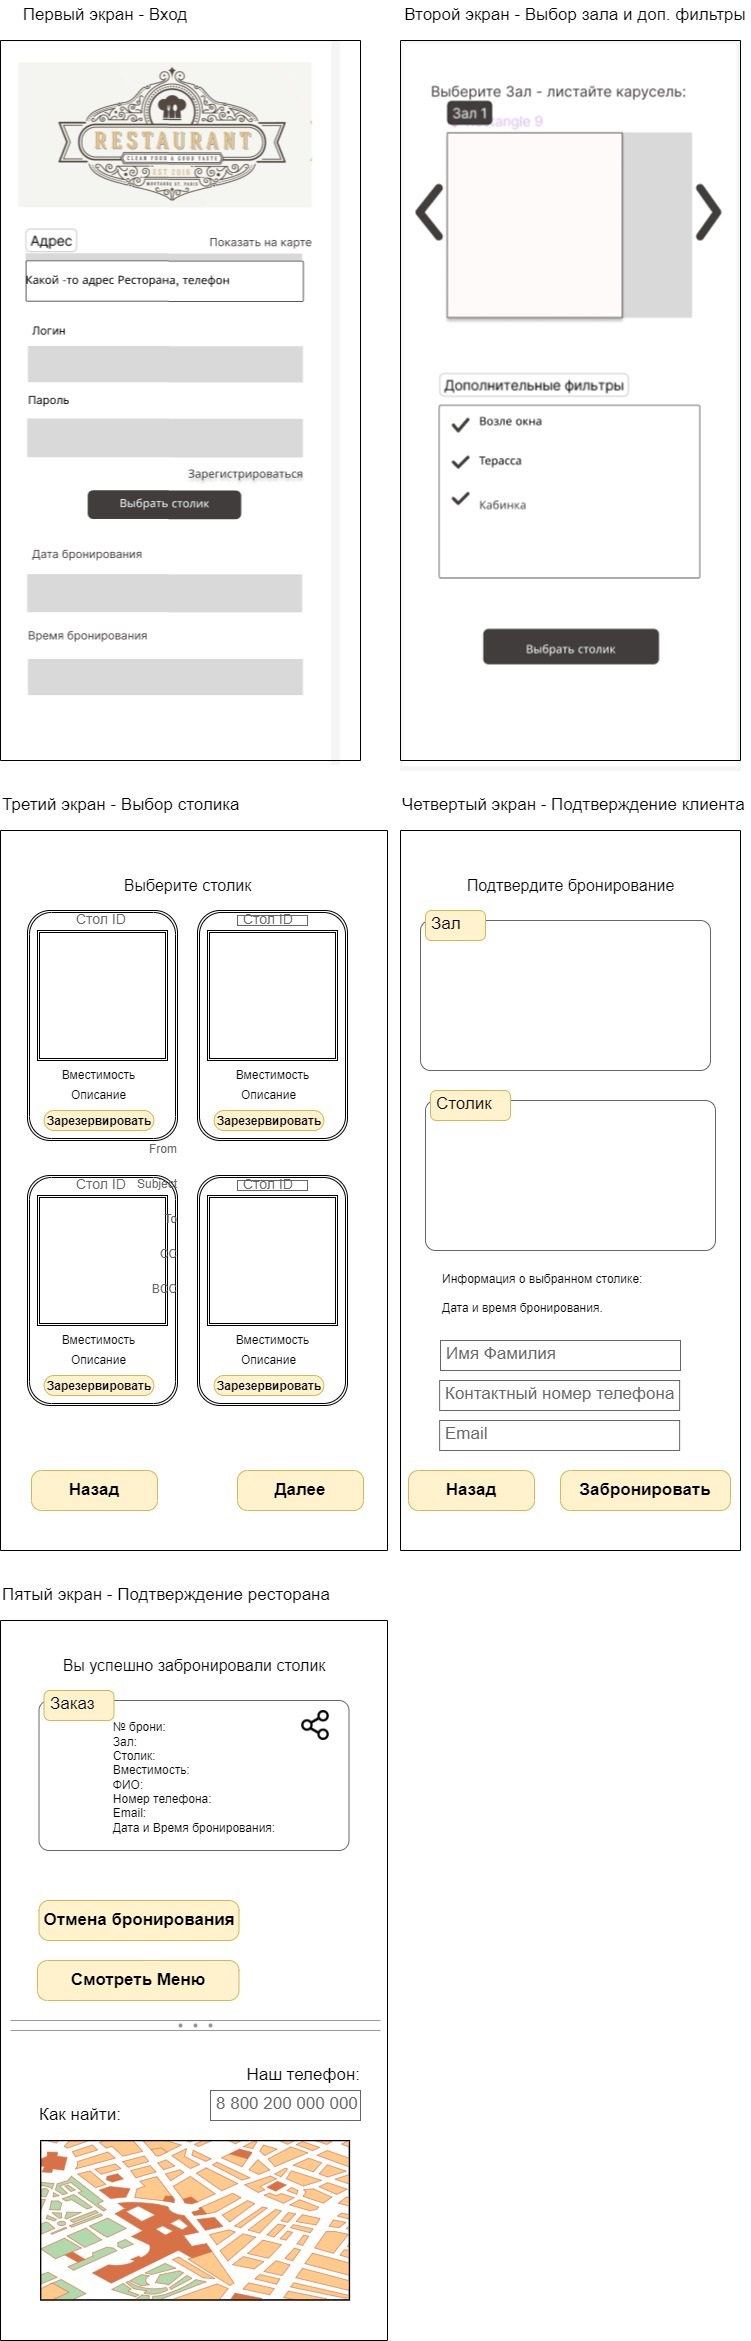 Первый экран - Вход
RESTAURANT
CLEAN FOOD & GOOD TASTE
EST 2018
MOUTARDE ST. PARIS
Адрес
Показать на карте
Какой -то адрес Ресторана, телефон
Логин
Пароль
Зарегистрироваться
Выбрать столик
Дата бронирования
Время бронирования
Второй экран - Выбор зала и доп. фильтры
Выберите Зал - листайте карусель:
Зал 1
angle 9
Дополнительные фильтры
Возле окна
Терасса
Кабинка
Выбрать столик
Третий экран - Выбор столика
Выберите столик
Стол ID
Стол ID
Вместимость
Вместимость
Описание
Описание
Зарезервировать
Зарезервировать
From
Стол ID
Subject
Стол ID
To
CC
BCC
Вместимость
Вместимость
Описание
Описание
Зарезервировать
Зарезервировать
Назад
Далее
Четвертый экран - Подтверждение клиента
Подтвердите бронирование
Зал
Столик
Информация о выбранном столике:
Дата и время бронирования.
Имя Фамилия
Контактный номер телефона
Email
Назад
Забронировать
Пятый экран - Подтверждение ресторана
Вы успешно забронировали столик
Заказ
№ брони:
Зал:
Столик:
Вместимость:
ФИО:
Номер телефона:
Email:
Дата и Время бронирования:
Отмена бронирования
Смотреть Меню
Наш телефон:
8 800 200 000 000
Как найти: